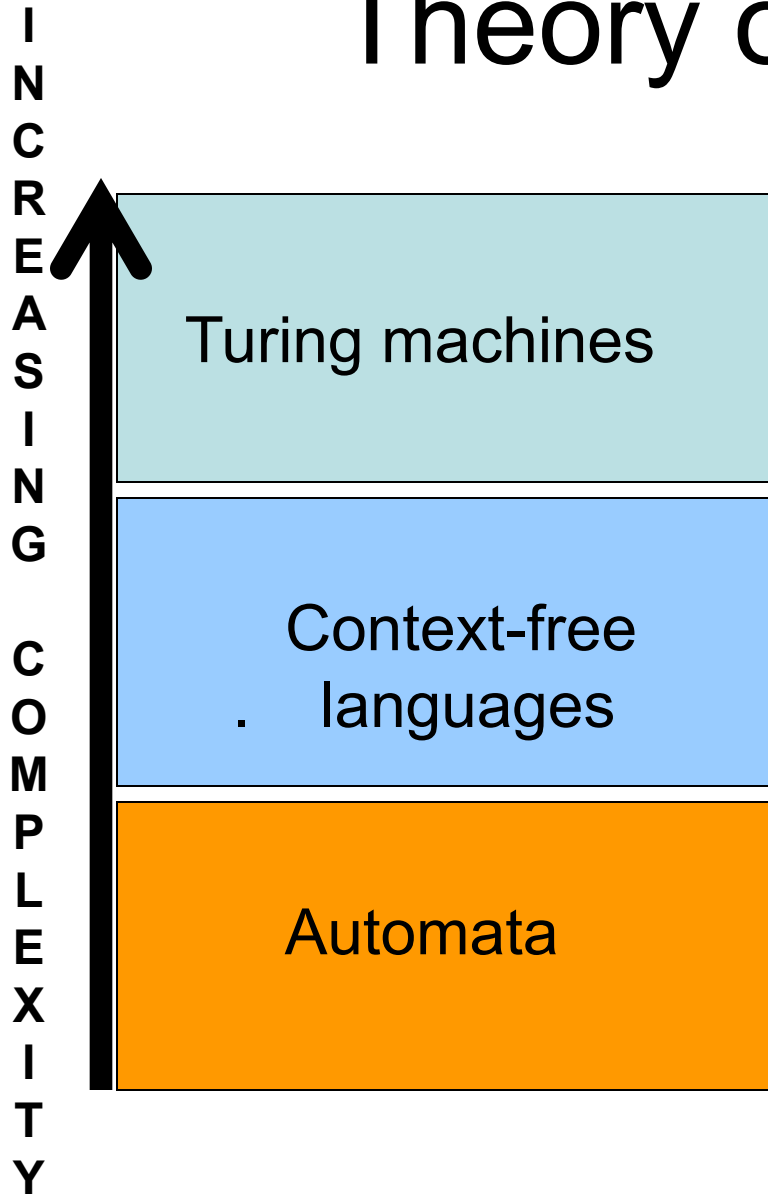 Theory o
INCREASING COMPLEXITY
Turing machines
Context-free
. languages
Automata